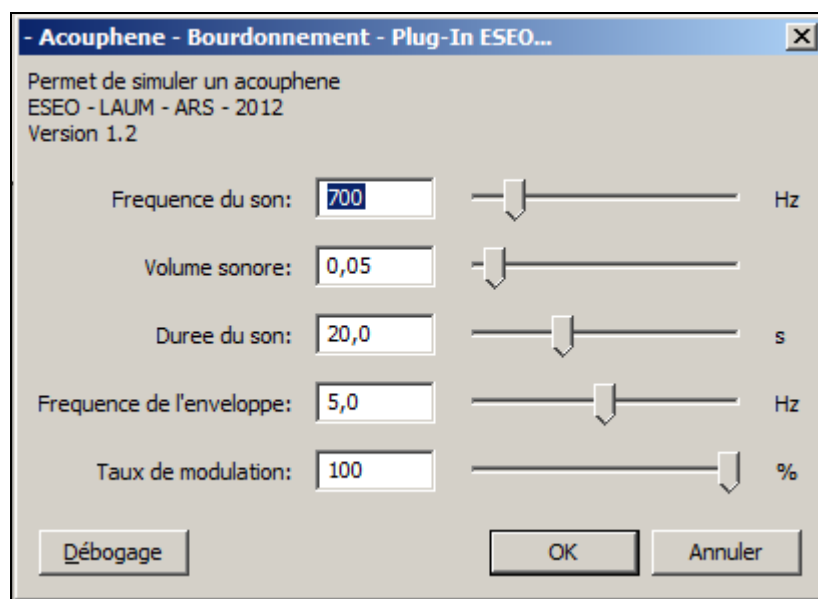 - Acouphene - Bourdonnement - Plug-In ESEO...
Permet de simuler un acouphene
ESEO - LAUM - ARS - 2012
Version 1.2
Frequence du son: 700 Hz
Volume sonore: 0,05
Duree du son: 20,0 s
Frequence de l'enveloppe: 5,0 Hz
Taux de modulation: 100 %
Débogage OK Annuler